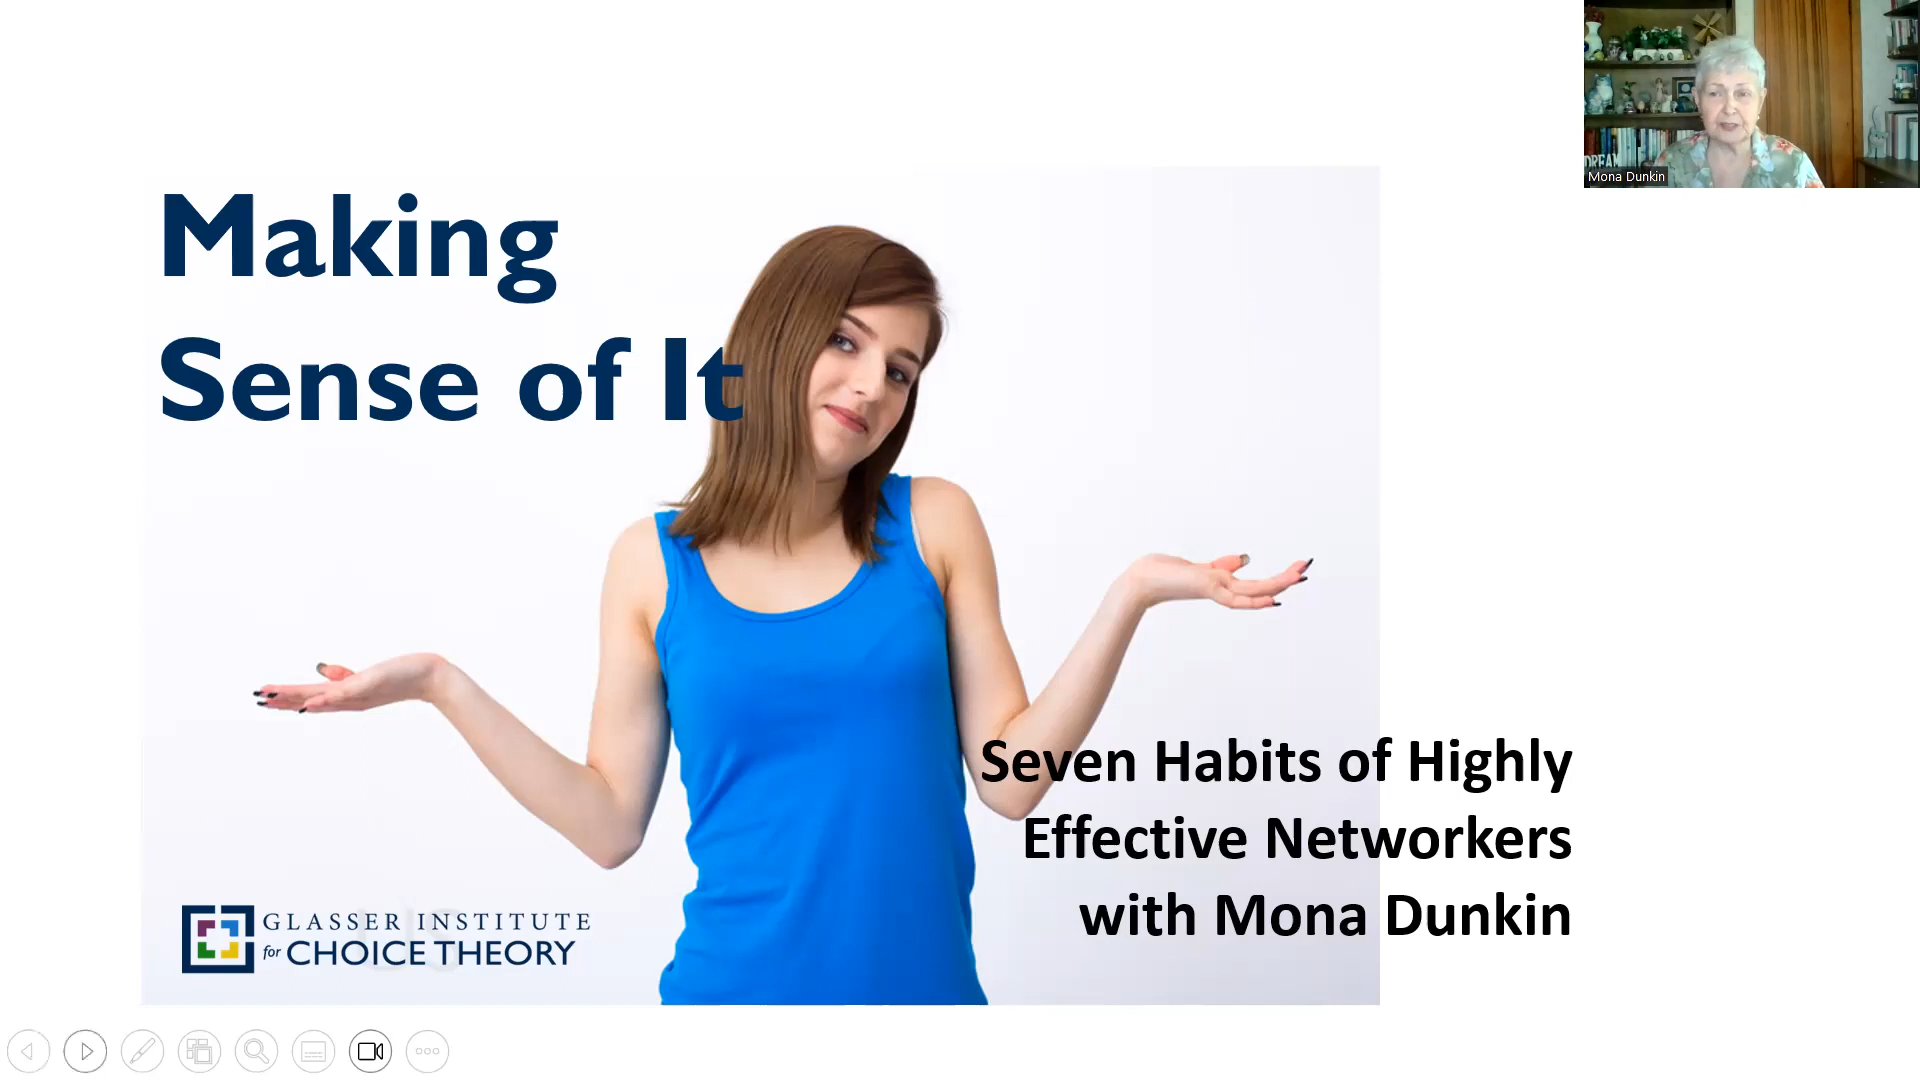 DREAM
Mona Dunkin
Making
Sense of It
Seven Habits of Highly
Effective Networkers
with Mona Dunkin
GLASSER INSTITUTE
for CHOICE THEORY